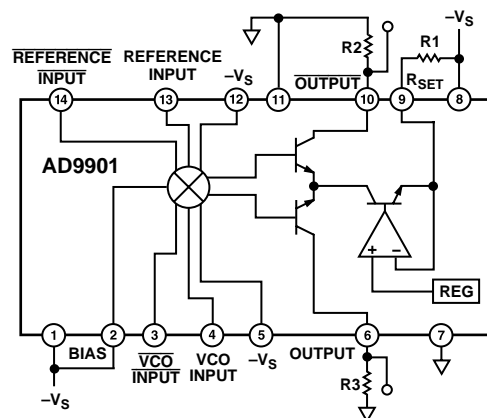 –VS
R2
R1
REFERENCE INPUT
REFERENCE INPUT
–VS
OUTPUT
RSET
14
13
12
11
10
9
8
AD9901
+
–
REG
1
2
3
4
5
6
7
BIAS
VCO INPUT
VCO INPUT
–VS
OUTPUT
–VS
R3